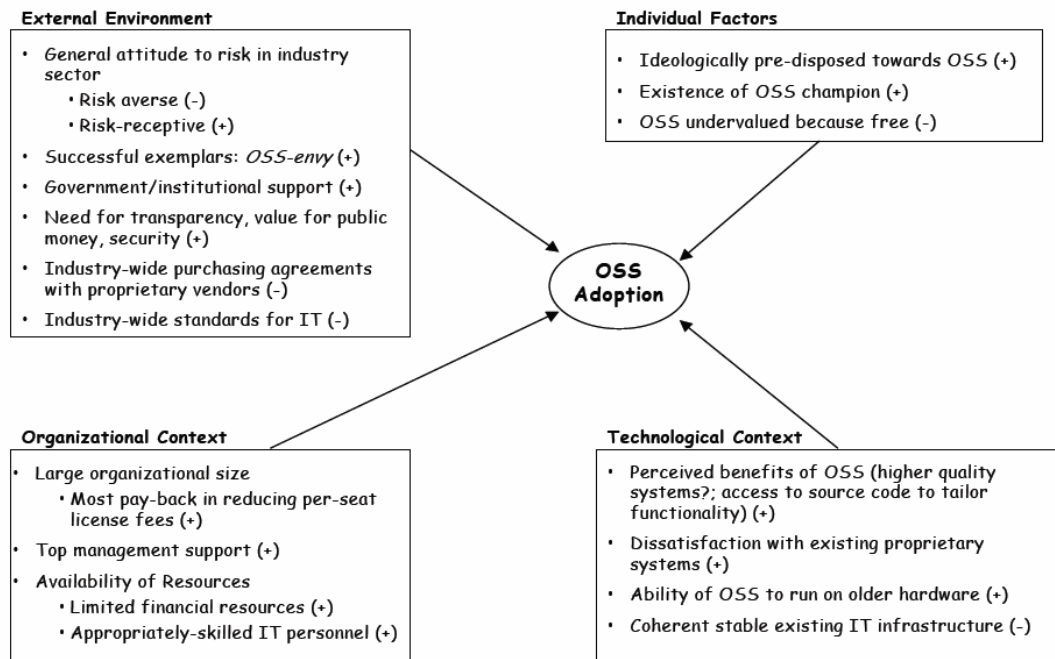 External Environment
• General attitude to risk in industry
sector
• Risk averse (-)
• Risk-receptive (+)
• Successful exemplars: OSS-envy (+)
• Government/institutional support (+)
• Need for transparency, value for public
money, security (+)
• Industry-wide purchasing agreements
with proprietary vendors (-)
• Industry-wide standards for IT (-)
Individual Factors
• Ideologically pre-disposed towards OSS (+)
• Existence of OSS champion (+)
• OSS undervalued because free (-)
OSS
Adoption
Organizational Context
• Large organizational size
• Most pay-back in reducing per-seat
license fees (+)
• Top management support (+)
• Availability of Resources
• Limited financial resources (+)
• Appropriately-skilled IT personnel (+)
Technological Context
• Perceived benefits of OSS (higher quality
systems?; access to source code to tailor
functionality) (+)
• Dissatisfaction with existing proprietary
systems (+)
• Ability of OSS to run on older hardware (+)
• Coherent stable existing IT infrastructure (-)